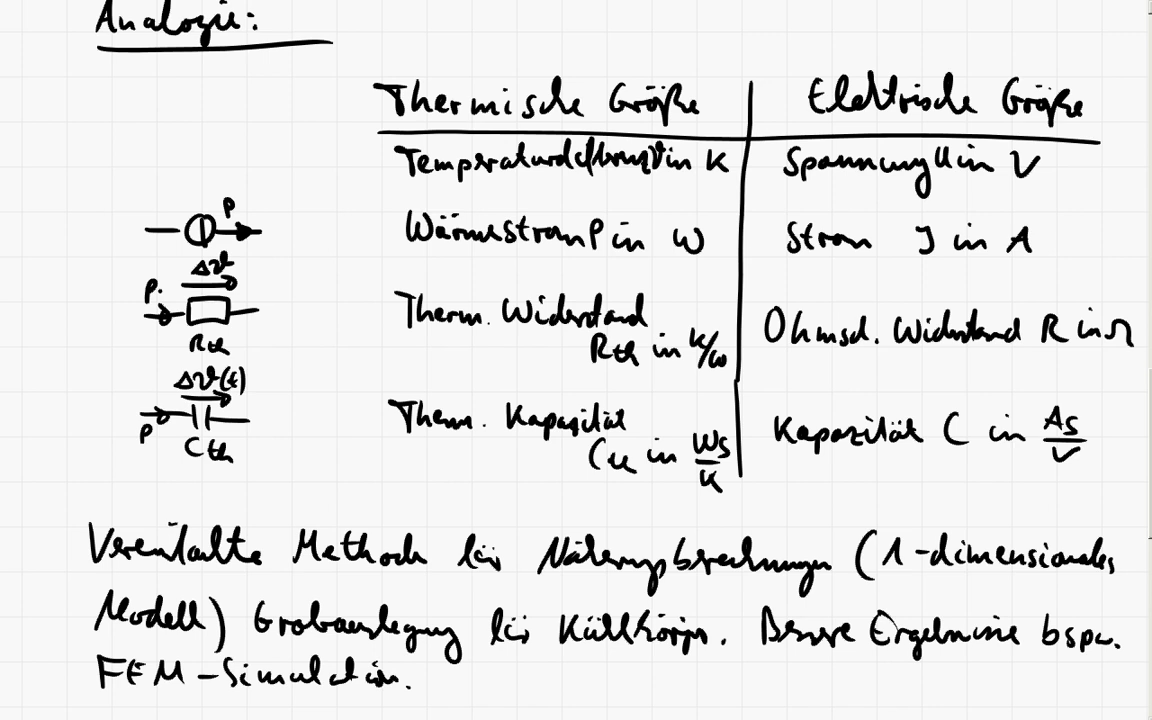 Analogie:
Thermische Größe Elektrische Größe
Temperaturdifferenz ϑ in K Spannung U in V
P
Wärmestrom P in W Strom I in A
Δϑ
P.
Therm. Widerstand
Ohmsch. Widerstand R in Ω
Rth in K/W
Rth
Δϑ(t)
Therm. Kapazität
Kapazität C in As/V
P
Cth in Ws/K
Cth
Vereinfachte Methode für Näherungsberechnungen (1-dimensionales
Modell) Grobauslegung für Kühlkörper. Bessere Ergebnisse bspw.
FEM-Simulation.